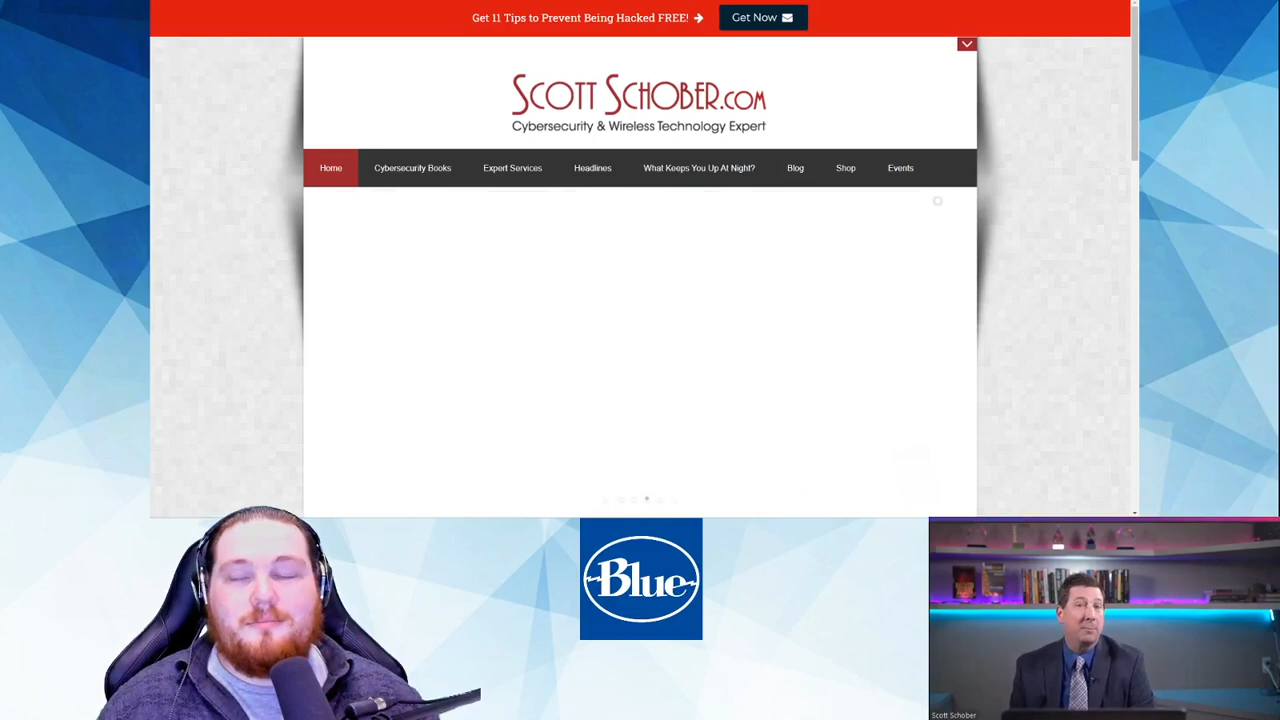 Get 11 Tips to Prevent Being Hacked FREE!
Get Now
SCOTT SCHOBER.COM
Cybersecurity & Wireless Technology Expert
Home Cybersecurity Books Expert Services Headlines What Keeps You Up At Night? Blog Shop Events
Blue
Scott Schober